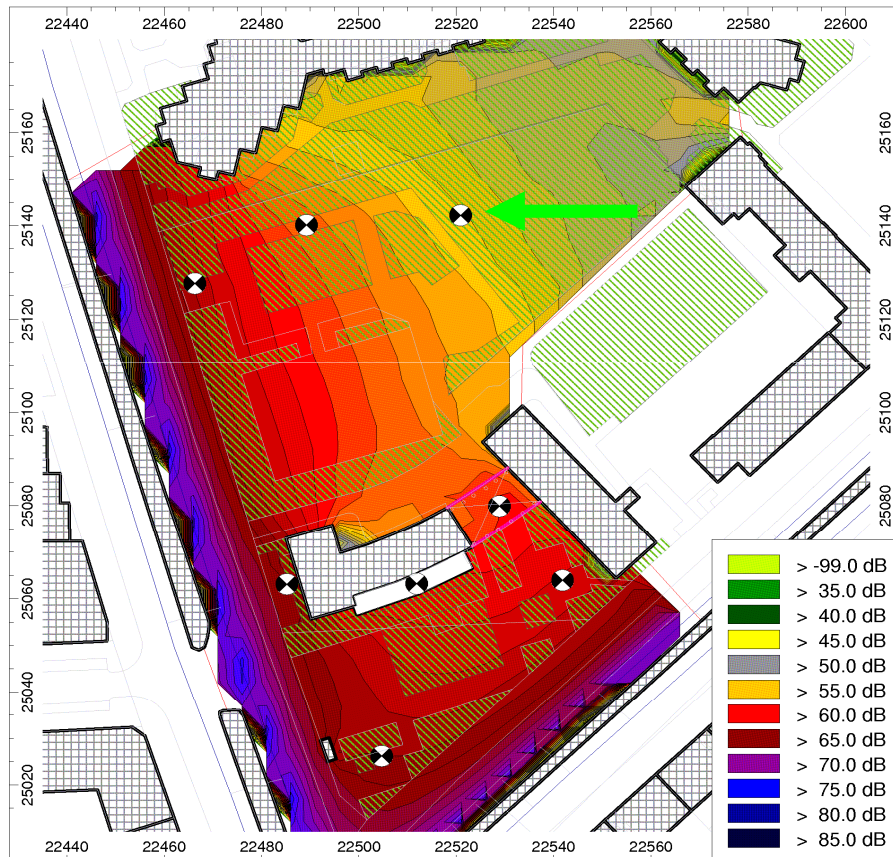 22440 22460 22480 22500 22520 22540 22560 22580 22600
25160 25160
25140 25140
25120 25120
25100 25100
25080 25080
25060
25040
25020
> -99.0 dB
> 35.0 dB
> 40.0 dB
> 45.0 dB
> 50.0 dB
> 55.0 dB
> 60.0 dB
> 65.0 dB
> 70.0 dB
> 75.0 dB
> 80.0 dB
> 85.0 dB
22440 22460 22480 22500 22520 22540 22560